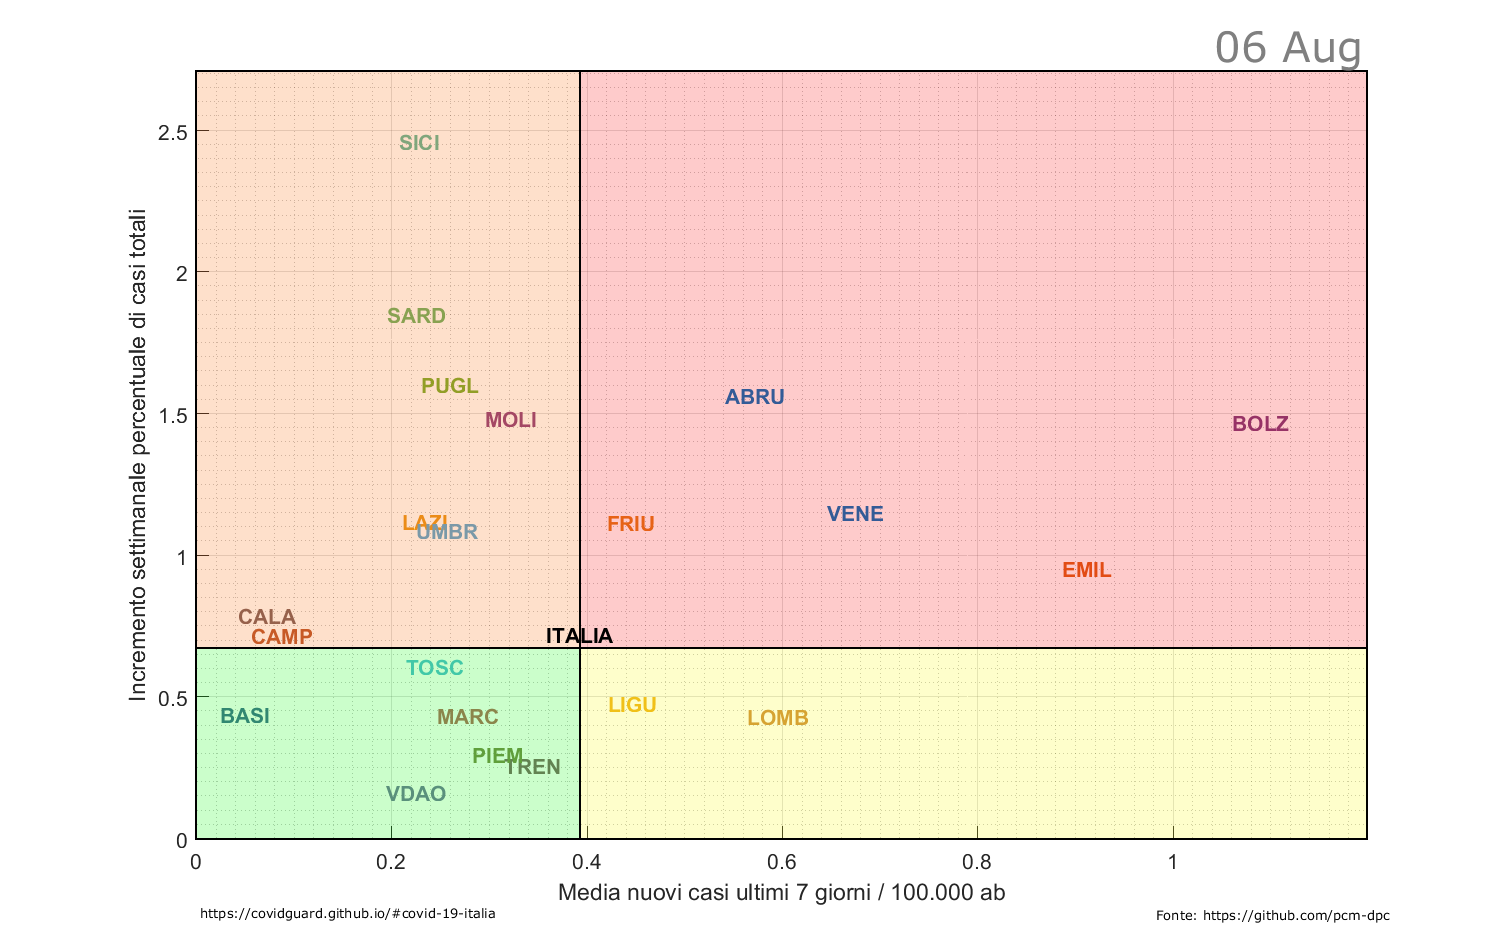 06 Aug
Incremento settimanale percentuale di casi totali
2.5
2
1.5
1
0.5
0
SICI
SARD
PUGL
MOLI
ABRU
BOLZ
LAZI
UMBR
FRIU
VENE
EMIL
CALA
CAMP
ITALIA
TOSC
BASI
MARC
LIGU
LOMB
PIEM
TREN
VDAO
0 0.2 0.4 0.6 0.8 1
Media nuovi casi ultimi 7 giorni / 100.000 ab
https://covidguard.github.io/#covid-19-italia
Fonte: https://github.com/pcm-dpc